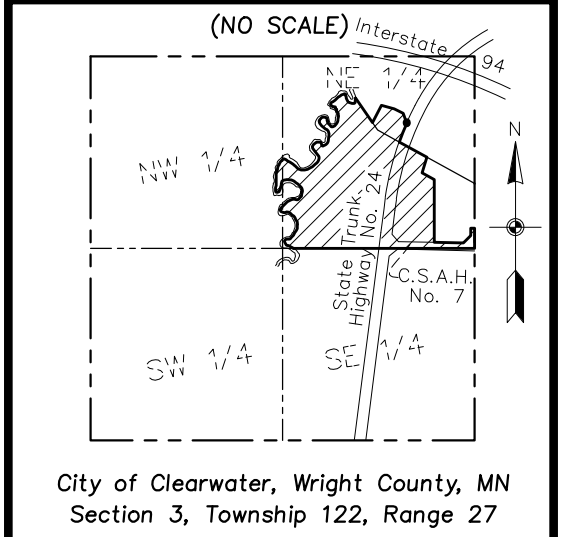 (NO SCALE)
Interstate
94
NE 1/4
N
NW 1/4
State Trunk
Highway No. 24
C.S.A.H.
No. 7
SW 1/4
SE 1/4
City of Clearwater, Wright County, MN
Section 3, Township 122, Range 27